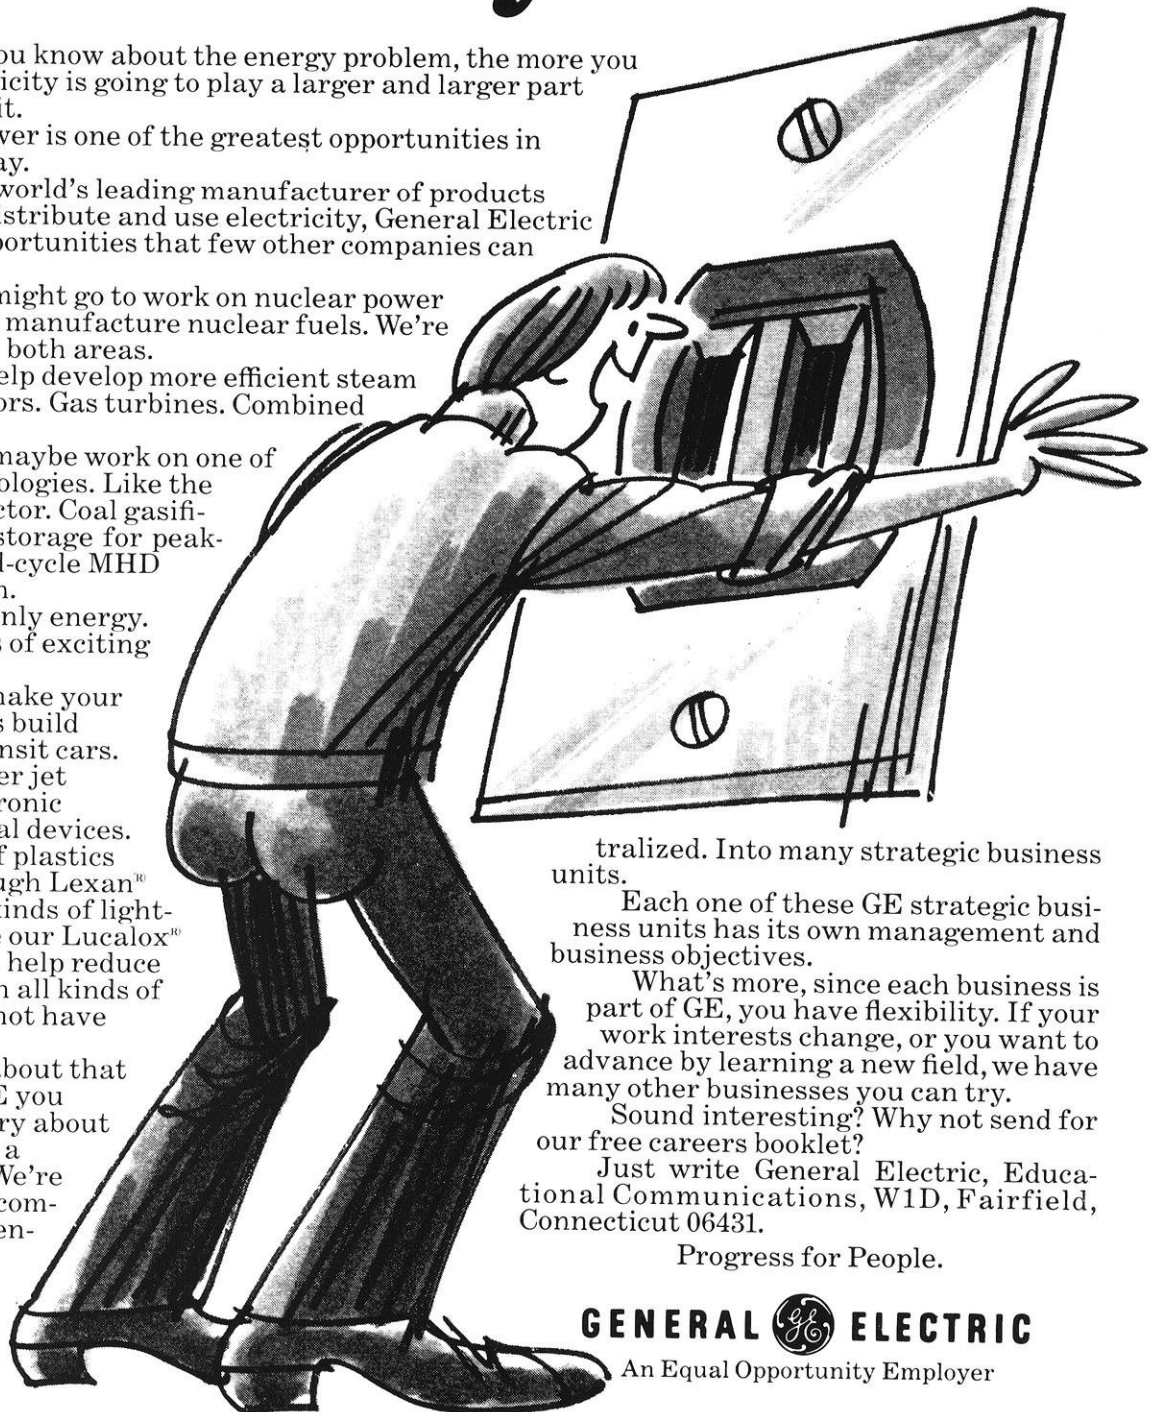 ou know about the energy problem, the more you
icity is going to play a larger and larger part
it.
wer is one of the greatest opportunities in
ay.
world's leading manufacturer of products
istribute and use electricity, General Electric
portunities that few other companies can
might go to work on nuclear power
manufacture nuclear fuels. We're
both areas.
elp develop more efficient steam
ors. Gas turbines. Combined
maybe work on one of
ologies. Like the
ctor. Coal gasifi-
storage for peak-
l-cycle MHD
n.
nly energy.
s of exciting
nake your
s build
nsit cars.
er jet
ronic
al devices.
f plastics
ugh Lexan®
kinds of light-
e our Lucalox®
help reduce
n all kinds of
not have
bout that
E you
ry about
a
We're
com-
en-
tralized. Into many strategic business
units.
Each one of these GE strategic busi-
ness units has its own management and
business objectives.
What's more, since each business is
part of GE, you have flexibility. If your
work interests change, or you want to
advance by learning a new field, we have
many other businesses you can try.
Sound interesting? Why not send for
our free careers booklet?
Just write General Electric, Educa-
tional Communications, W1D, Fairfield,
Connecticut 06431.
Progress for People.
GENERAL GE ELECTRIC
An Equal Opportunity Employer